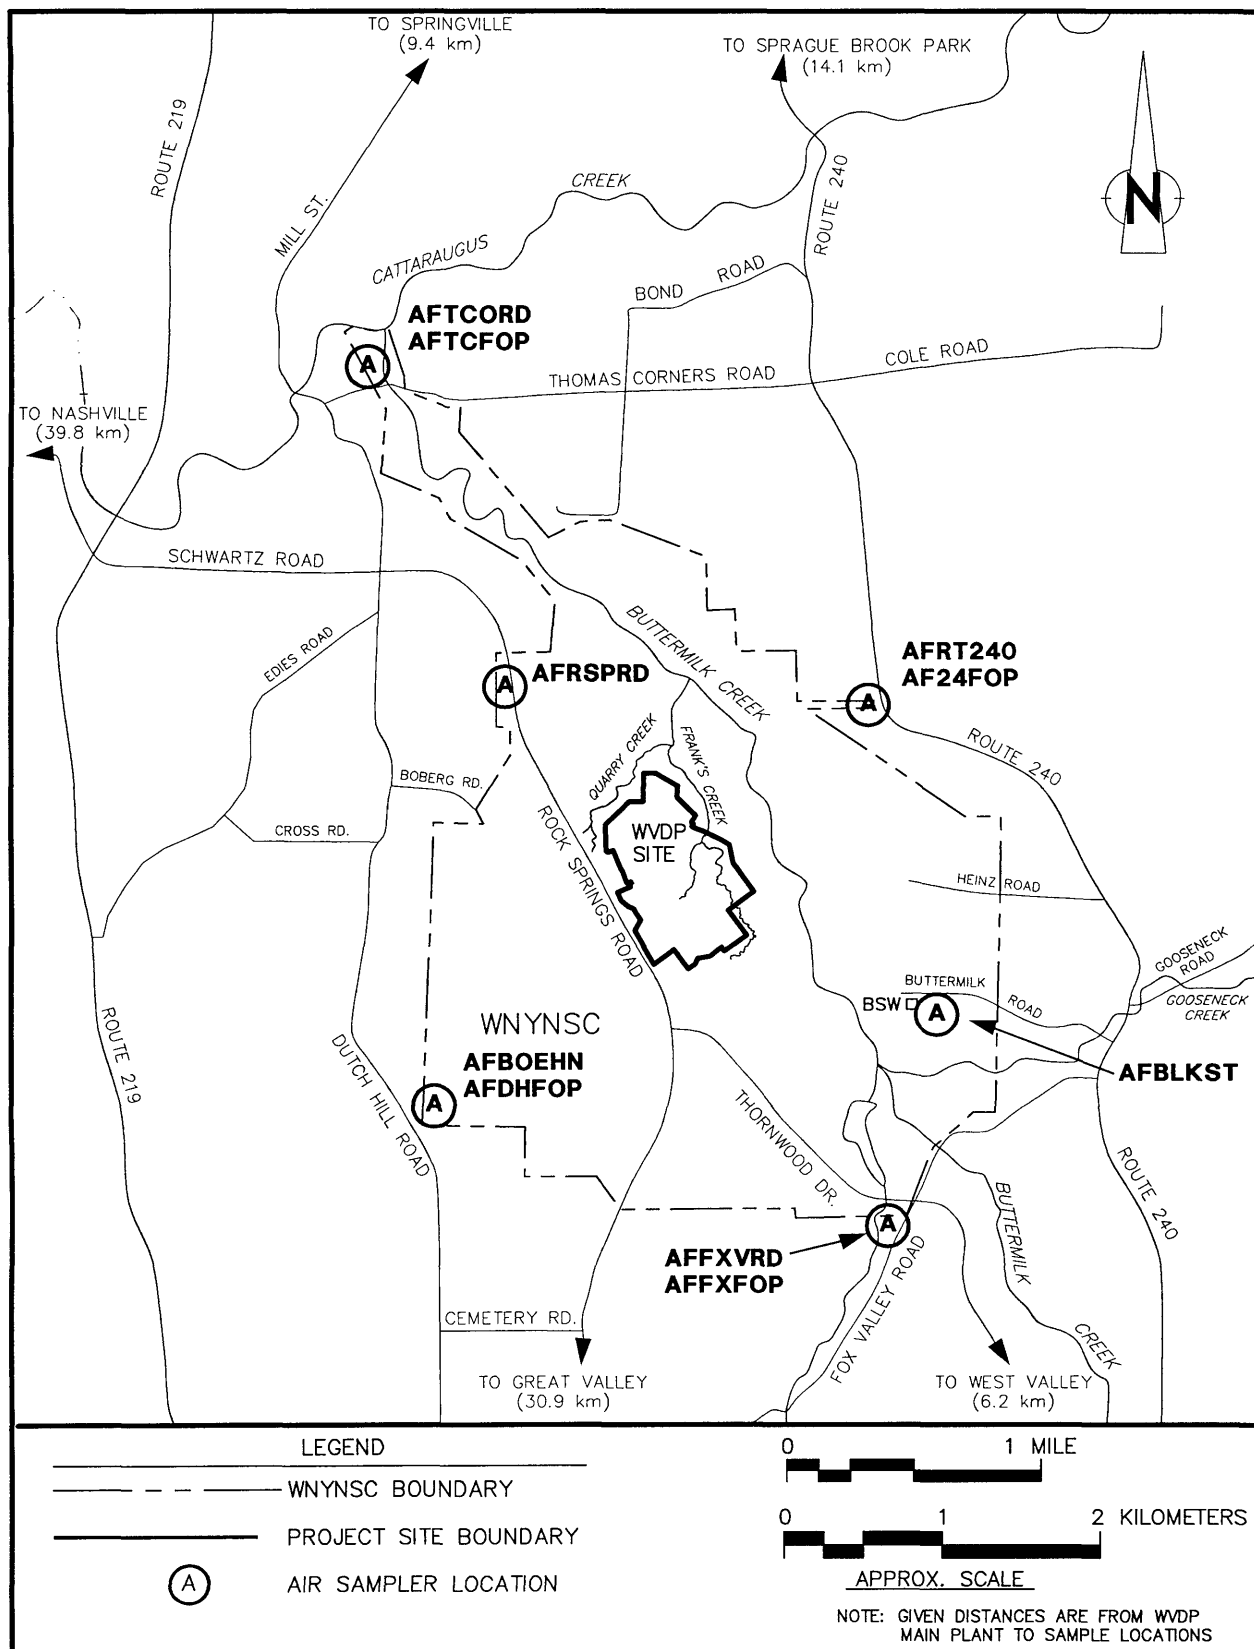 TO SPRINGVILLE
(9.4 km)
TO SPRAGUE BROOK PARK
(14.1 km)
ROUTE 219
ROUTE 240
N
CREEK
MILL ST.
CATTARAUGUS
BOND ROAD
AFTCORD
AFTCFOP
A
COLE ROAD
THOMAS CORNERS ROAD
TO NASHVILLE
(39.8 km)
SCHWARTZ ROAD
EDIES ROAD
BUTTERMILK CREEK
AFRSPRD
A
AFRT240
AF24FOP
A
ROUTE 240
QUARRY CREEK
FRANK'S CREEK
BOBERG RD.
CROSS RD.
ROCK SPRINGS ROAD
WVDP
SITE
HEINZ ROAD
GOOSENECK
ROAD
GOOSENECK
CREEK
BUTTERMILK ROAD
BSW
A
AFBLKST
ROUTE 219
DUTCH HILL ROAD
WNYNSC
AFBOEHN
AFDHFOP
A
THORNWOOD DR.
ROUTE 240
BUTTERMILK
CREEK
A
AFFXVRD
AFFXFOP
FOX VALLEY ROAD
CEMETERY RD.
TO GREAT VALLEY
(30.9 km)
TO WEST VALLEY
(6.2 km)
LEGEND
WNYNSC BOUNDARY
PROJECT SITE BOUNDARY
A AIR SAMPLER LOCATION
0 1 MILE
0 1 2 KILOMETERS
APPROX. SCALE
NOTE: GIVEN DISTANCES ARE FROM WVDP
MAIN PLANT TO SAMPLE LOCATIONS